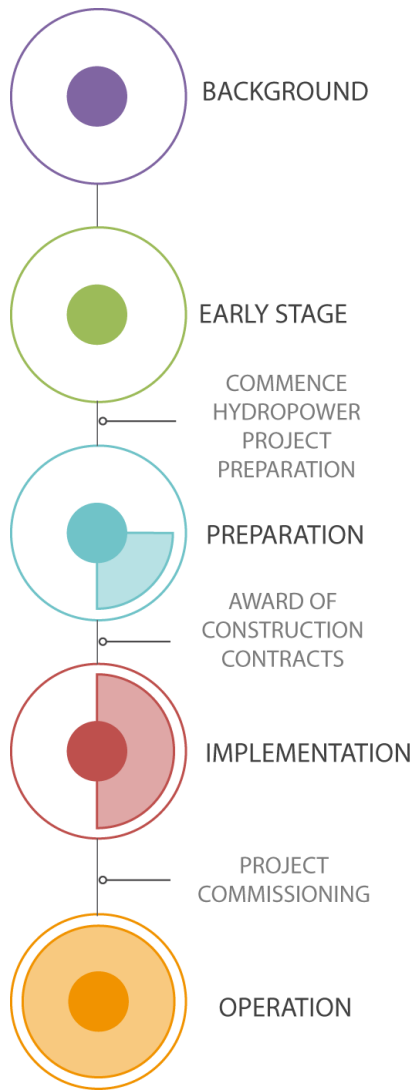 BACKGROUND
EARLY STAGE
COMMENCE
HYDROPOWER
PROJECT
PREPARATION
PREPARATION
AWARD OF
CONSTRUCTION
CONTRACTS
IMPLEMENTATION
PROJECT
COMMISSIONING
OPERATION